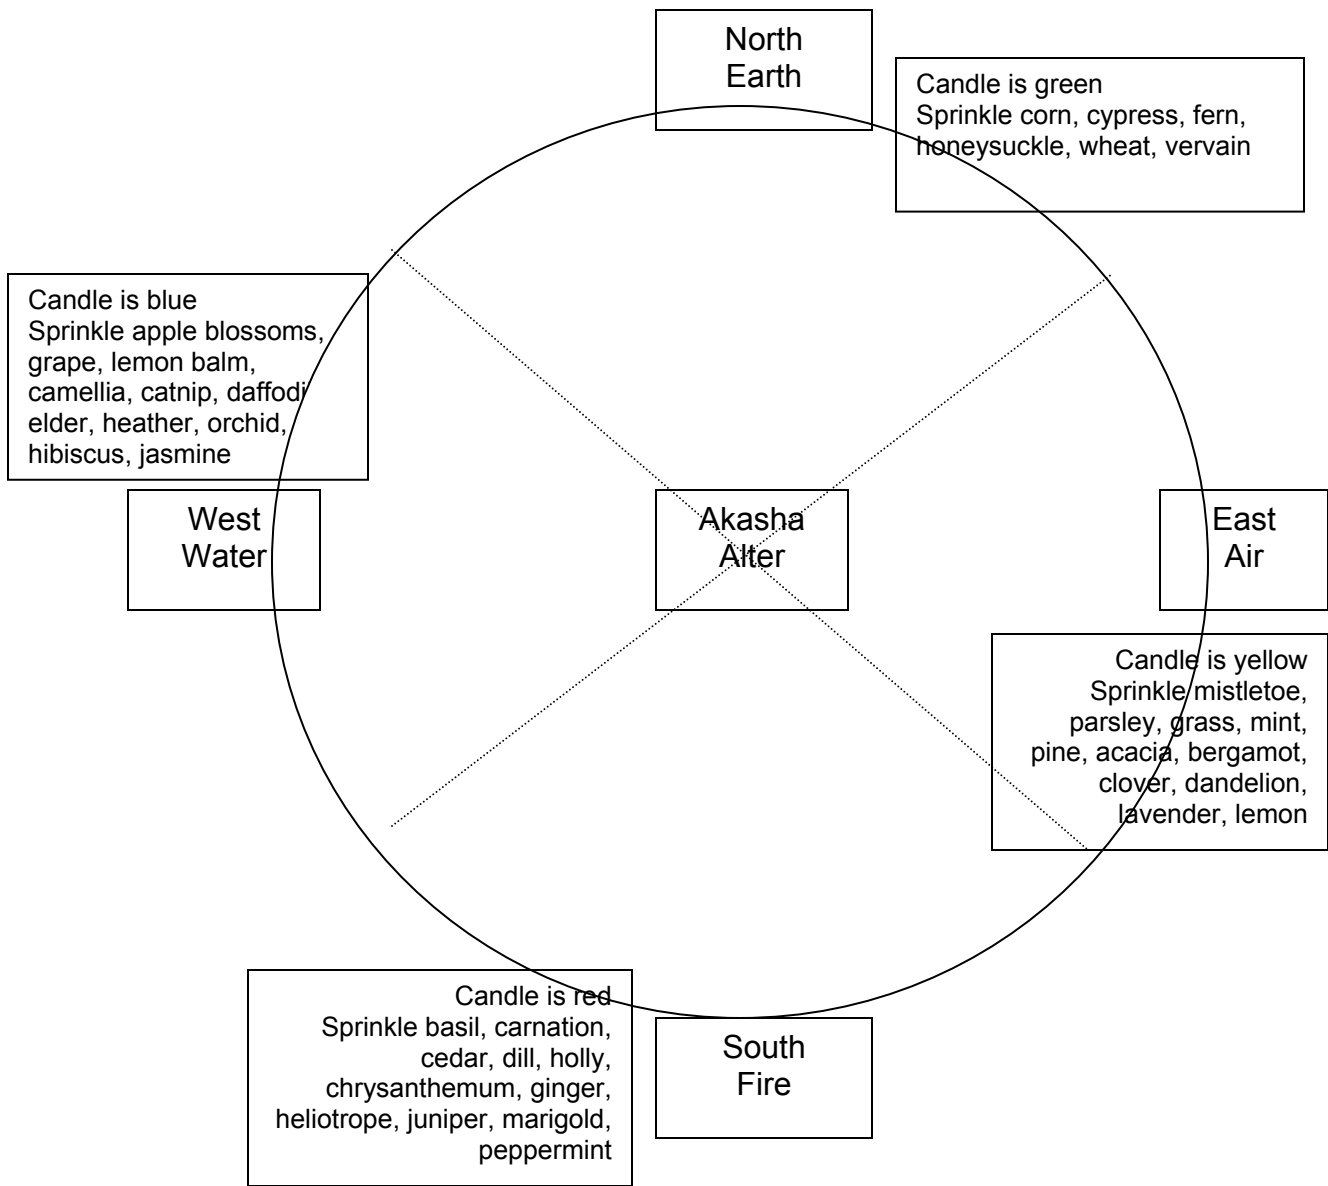 North
Earth
Candle is green
Sprinkle corn, cypress, fern,
honeysuckle, wheat, vervain
Candle is blue
Sprinkle apple blossoms,
grape, lemon balm,
camellia, catnip, daffodi
elder, heather, orchid,
hibiscus, jasmine
West
Water
Akasha
Alter
East
Air
Candle is yellow
Sprinkle mistletoe,
parsley, grass, mint,
pine, acacia, bergamot,
clover, dandelion,
lavender, lemon
Candle is red
Sprinkle basil, carnation,
cedar, dill, holly,
chrysanthemum, ginger,
heliotrope, juniper, marigold,
peppermint
South
Fire